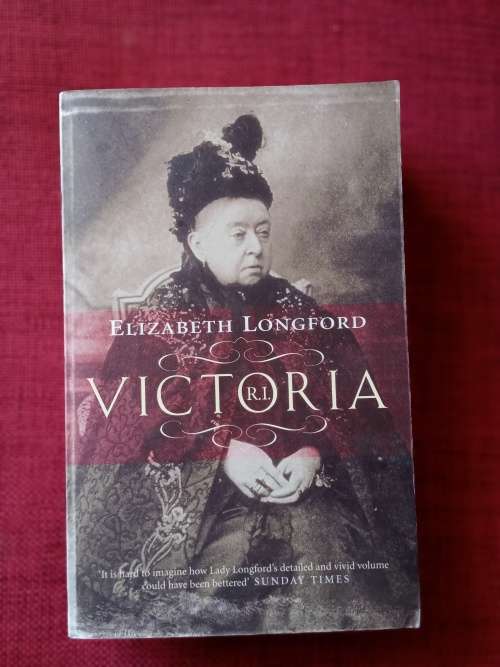 ELIZABETH LONGFORD
VICTORIA
R.I.
'It is hard to imagine how Lady Longford's detailed and vivid volume
could have been bettered' SUNDAY TIMES